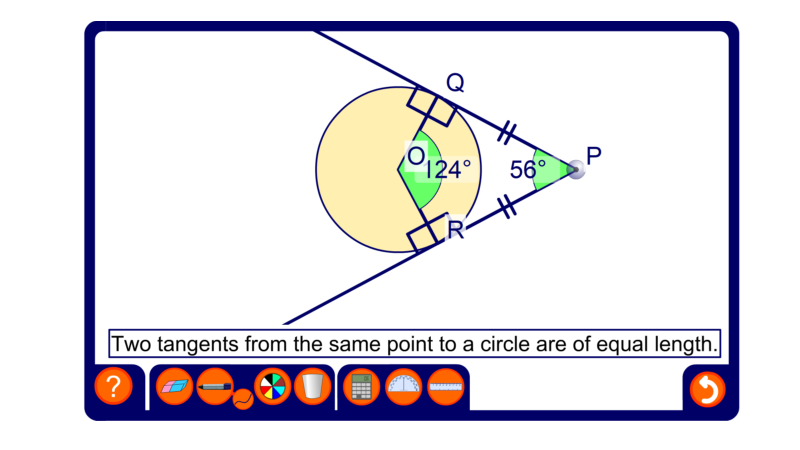 Q
O
124°
56°
P
R
Two tangents from the same point to a circle are of equal length.
?